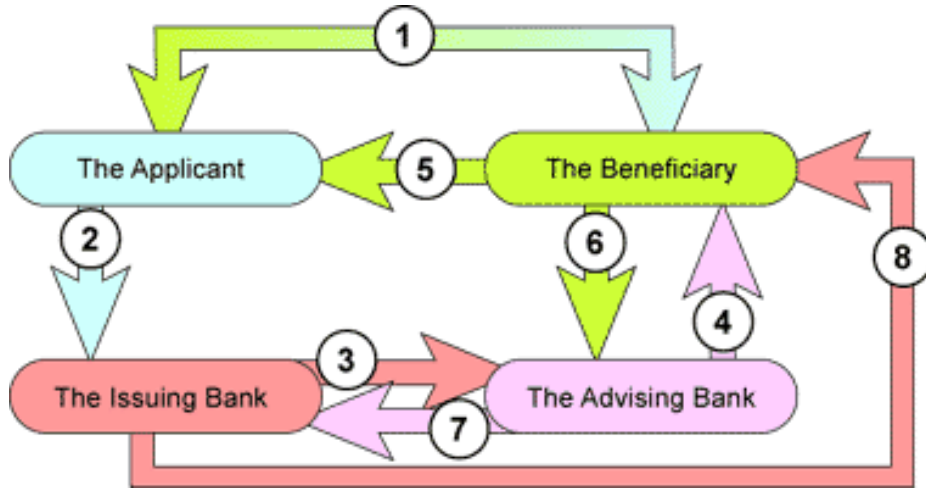 1
The Applicant
5
The Beneficiary
2
6
8
4
3
The Issuing Bank
The Advising Bank
7